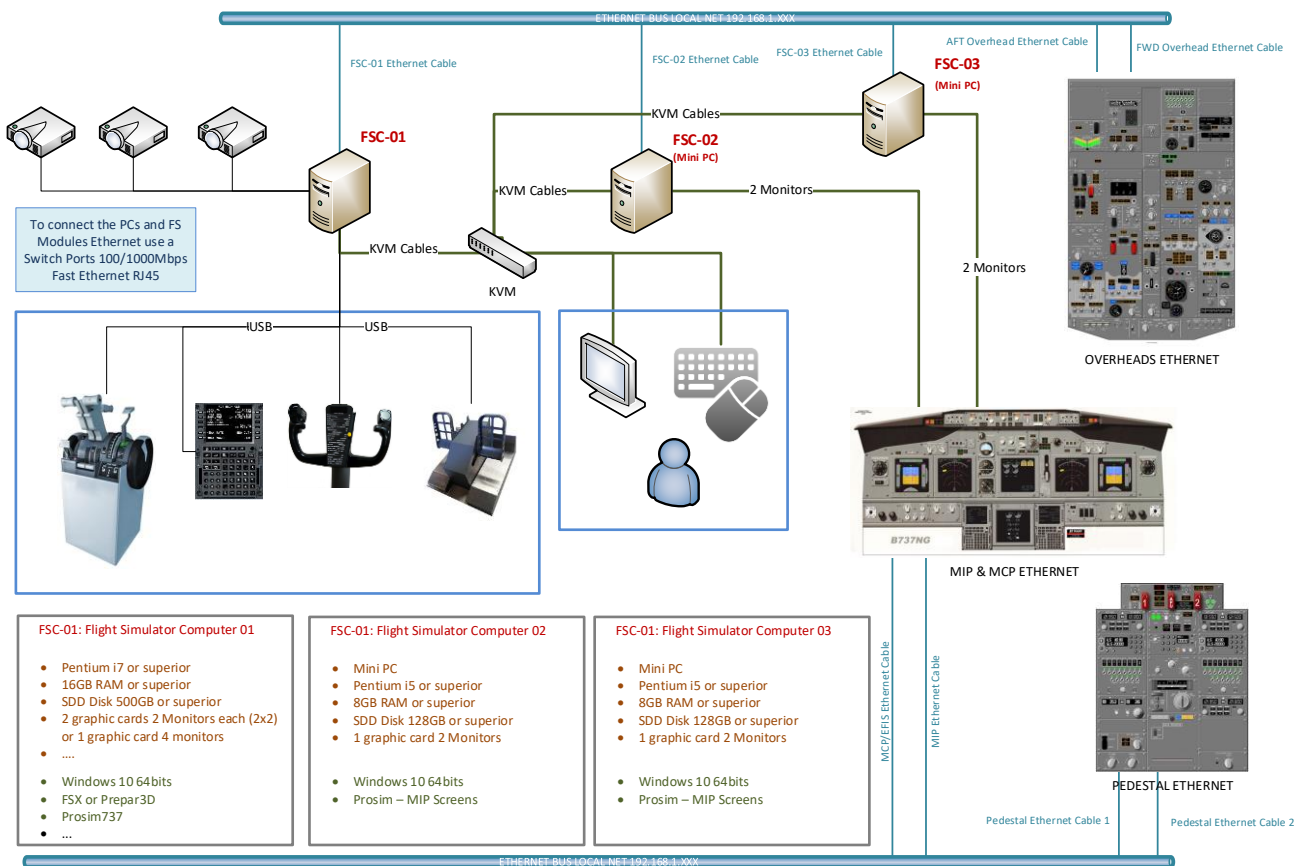 ETHERNET BUS LOCAL NET 192.168.1.XXX
FSC-01 Ethernet Cable
FSC-02 Ethernet Cable
FSC-03 Ethernet Cable
AFT Overhead Ethernet Cable
FWD Overhead Ethernet Cable
FSC-03
(Mini PC)
FSC-01
KVM Cables
FSC-02
(Mini PC)
KVM Cables
2 Monitors
To connect the PCs and FS
Modules Ethernet use a
Switch Ports 100/1000Mbps
Fast Ethernet RJ45
KVM Cables
KVM
2 Monitors
USB
USB
OVERHEADS ETHERNET
B737NG
MIP & MCP ETHERNET
1
2
PEDESTAL ETHERNET
MCP/EFIS Ethernet Cable
MIP Ethernet Cable
Pedestal Ethernet Cable 1
Pedestal Ethernet Cable 2
FSC-01: Flight Simulator Computer 01
• Pentium i7 or superior
• 16GB RAM or superior
• SDD Disk 500GB or superior
• 2 graphic cards 2 Monitors each (2x2)
or 1 graphic card 4 monitors
• ....
• Windows 10 64bits
• FSX or Prepar3D
• Prosim737
• ...
FSC-01: Flight Simulator Computer 02
• Mini PC
• Pentium i5 or superior
• 8GB RAM or superior
• SDD Disk 128GB or superior
• 1 graphic card 2 Monitors
• Windows 10 64bits
• Prosim – MIP Screens
FSC-01: Flight Simulator Computer 03
• Mini PC
• Pentium i5 or superior
• 8GB RAM or superior
• SDD Disk 128GB or superior
• 1 graphic card 2 Monitors
• Windows 10 64bits
• Prosim – MIP Screens
ETHERNET BUS LOCAL NET 192.168.1.XXX